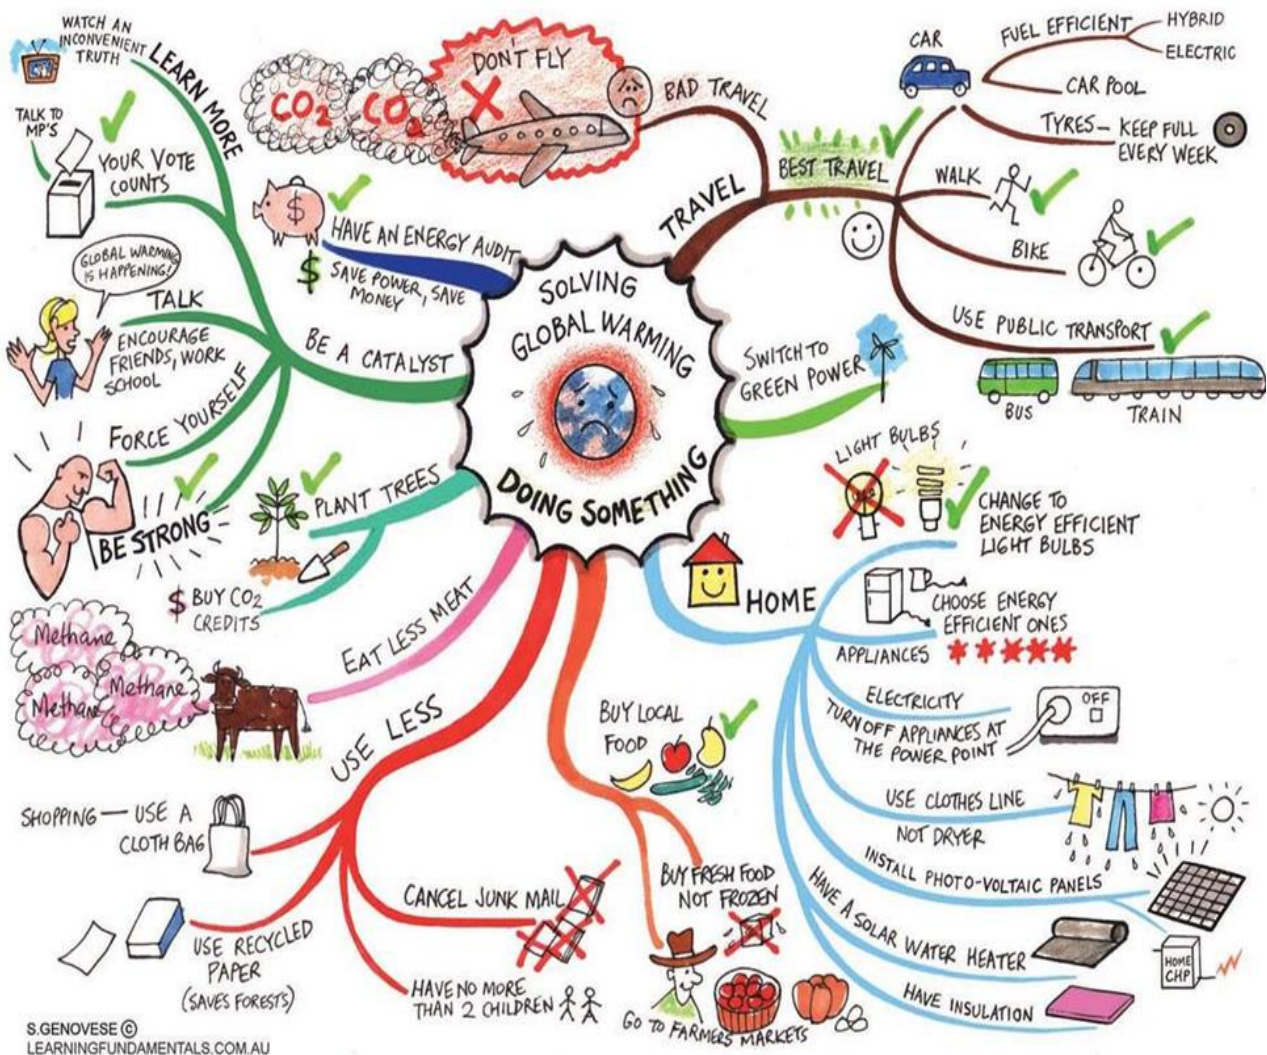 SOLVING
GLOBAL WARMING
DOING SOMETHING
TRAVEL
BAD TRAVEL
DON'T FLY
CO2
CO2
BEST TRAVEL
CAR
FUEL EFFICIENT
HYBRID
ELECTRIC
CAR POOL
TYRES – KEEP FULL
EVERY WEEK
WALK
BIKE
USE PUBLIC TRANSPORT
BUS
TRAIN
SWITCH TO
GREEN POWER
HOME
LIGHT BULBS
CHANGE TO
ENERGY EFFICIENT
LIGHT BULBS
CHOOSE ENERGY
EFFICIENT ONES
APPLIANCES
ELECTRICITY
TURN OFF APPLIANCES AT
THE POWER POINT
OFF
USE CLOTHES LINE
NOT DRYER
INSTALL PHOTO-VOLTAIC PANELS
HOME
CHP
HAVE A SOLAR WATER HEATER
HAVE INSULATION
BUY LOCAL
FOOD
BUY FRESH FOOD
NOT FROZEN
GO TO FARMERS MARKETS
USE LESS
SHOPPING — USE A
CLOTH BAG
USE RECYCLED
PAPER
(SAVES FORESTS)
CANCEL JUNK MAIL
HAVE NO MORE
THAN 2 CHILDREN
EAT LESS MEAT
Methane
Methane
Methane
PLANT TREES
$ BUY CO2
CREDITS
BE A CATALYST
LEARN MORE
WATCH AN
INCONVENIENT
TRUTH
TALK TO
MP'S
YOUR VOTE
COUNTS
GLOBAL WARMING
IS HAPPENING!
TALK
ENCOURAGE
FRIENDS, WORK
SCHOOL
FORCE YOURSELF
BE STRONG
$
HAVE AN ENERGY AUDIT
$ SAVE POWER, SAVE
MONEY
S.GENOVESE ©
LEARNINGFUNDAMENTALS.COM.AU